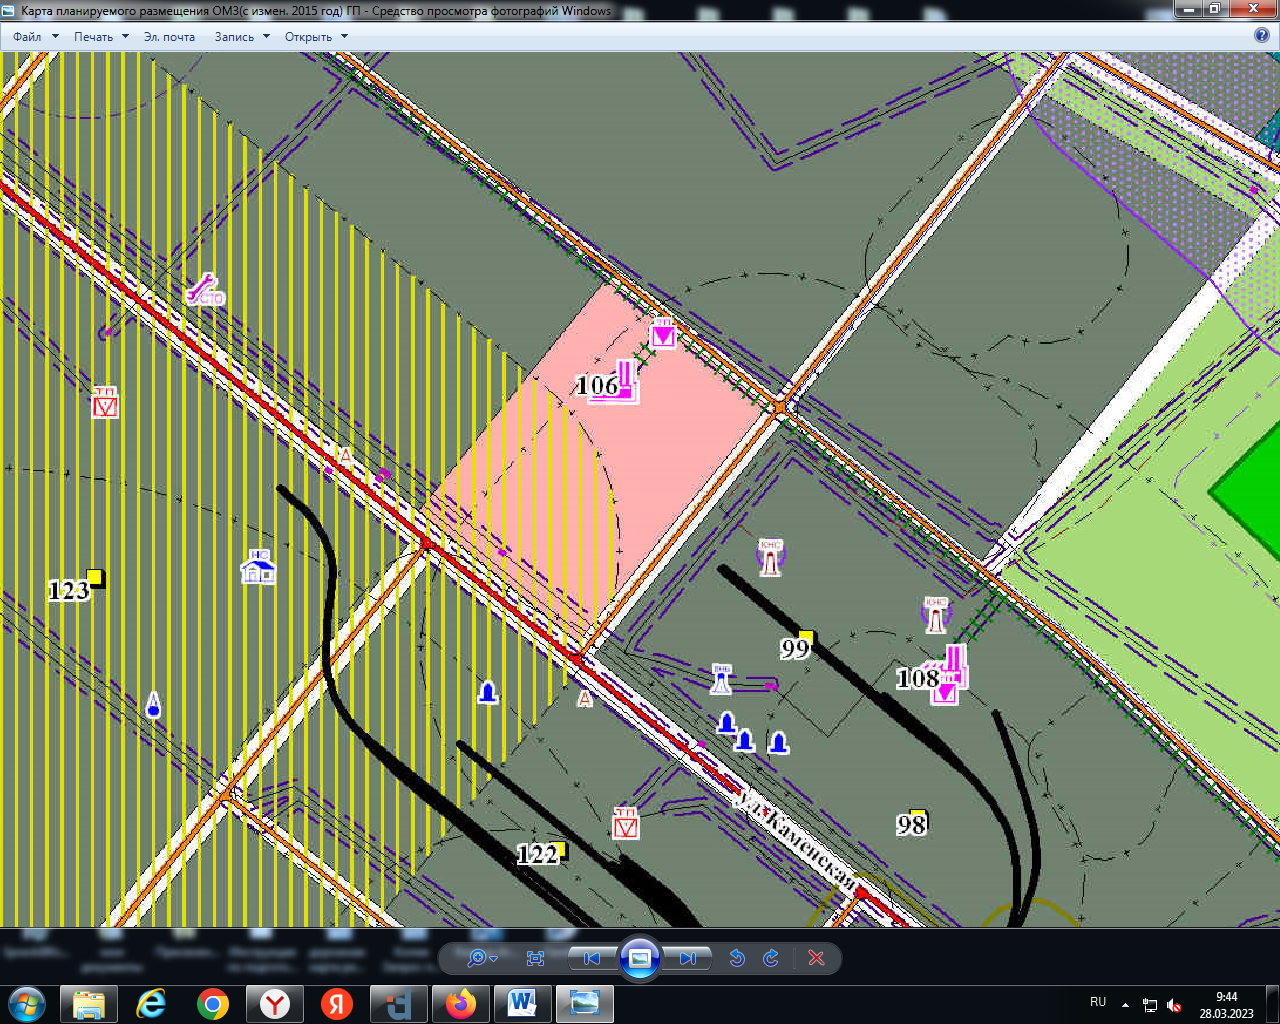 Карта планируемого размещения ОМЗ(с измен. 2015 год) ГП - Средство просмотра фотографий Windows
Файл Печать Эл. почта Запись Открыть
ТП
106
СТО
ТП
А
КНС
НС
123
КНС
99
108
А
ул.Каменская
ТП
98
122
RU
9:44
28.03.2023